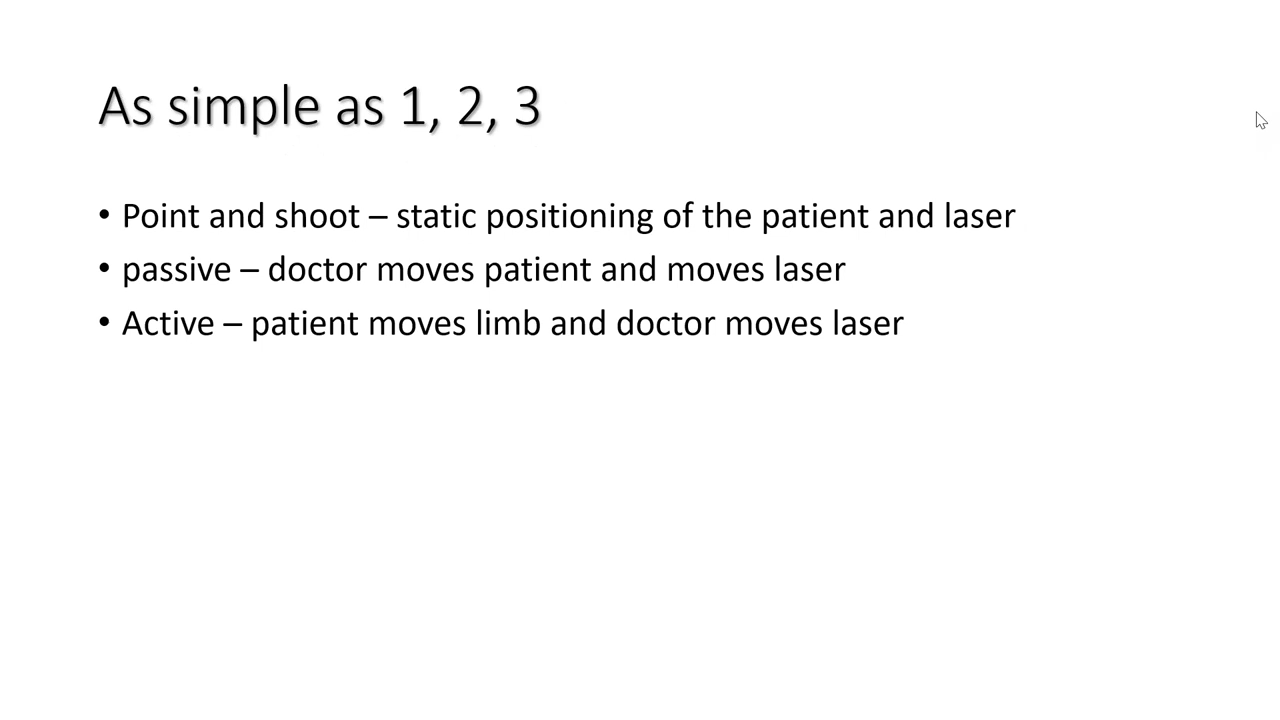 As simple as 1, 2, 3
• Point and shoot – static positioning of the patient and laser
• passive – doctor moves patient and moves laser
• Active – patient moves limb and doctor moves laser